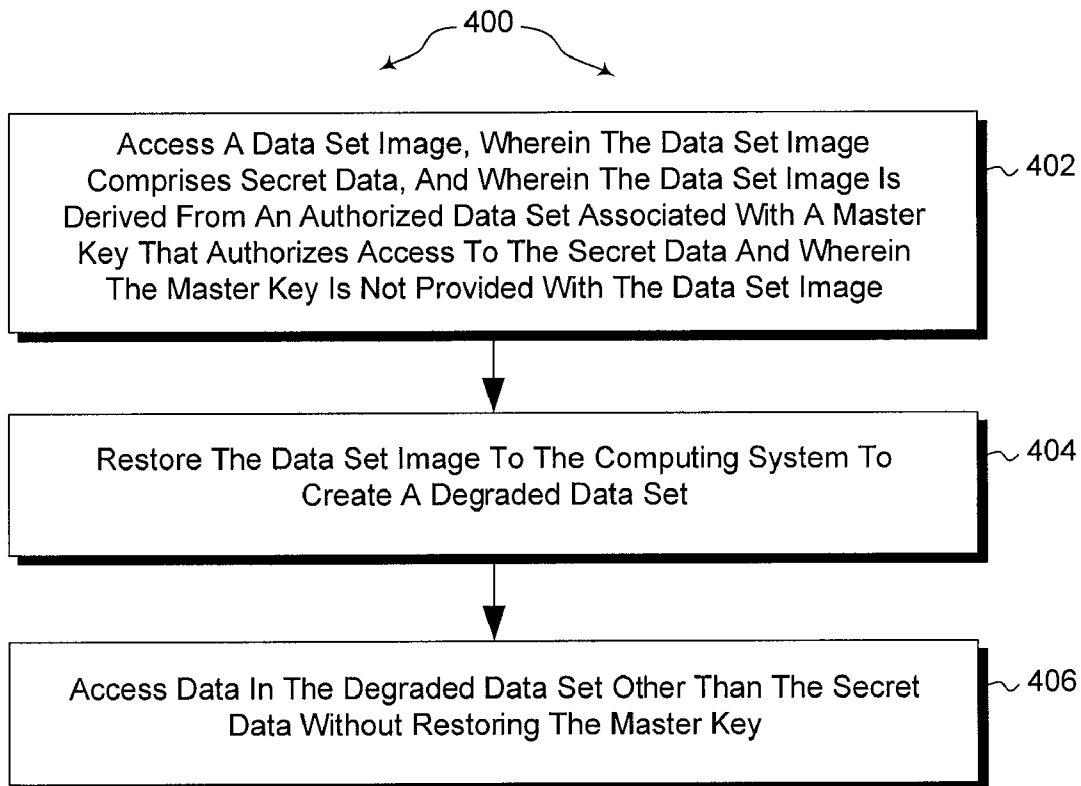 400
Access A Data Set Image, Wherein The Data Set Image
Comprises Secret Data, And Wherein The Data Set Image Is
Derived From An Authorized Data Set Associated With A Master
Key That Authorizes Access To The Secret Data And Wherein
The Master Key Is Not Provided With The Data Set Image
402
Restore The Data Set Image To The Computing System To
Create A Degraded Data Set
404
Access Data In The Degraded Data Set Other Than The Secret
Data Without Restoring The Master Key
406